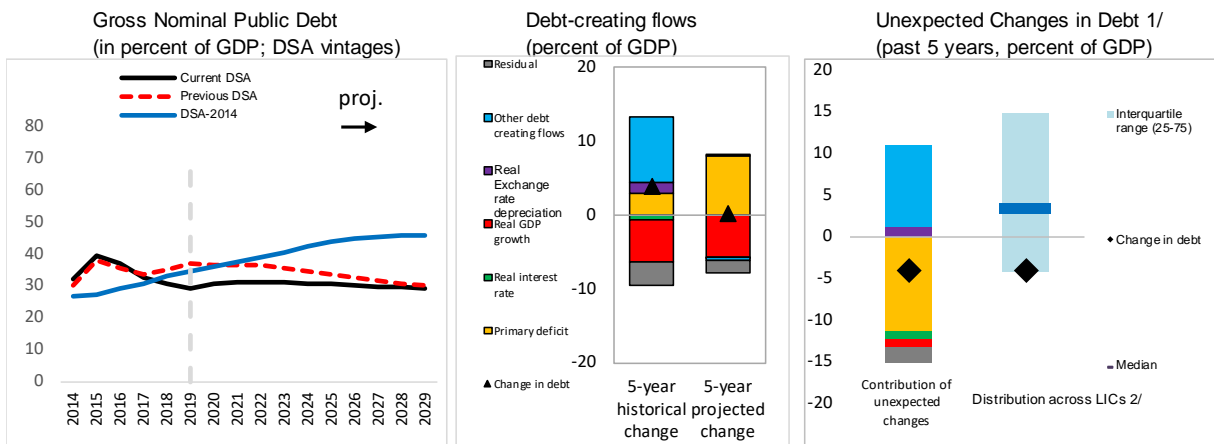 Gross Nominal Public Debt
(in percent of GDP; DSA vintages)
Current DSA
Previous DSA
DSA-2014
proj.
80
70
60
50
40
30
20
10
0
2014
2015
2016
2017
2018
2019
2020
2021
2022
2023
2024
2025
2026
2027
2028
2029
Debt-creating flows
(percent of GDP)
Residual
Other debt
creating flows
Real
Exchange
rate
depreciation
Real GDP
growth
Real interest
rate
Primary deficit
Change in debt
20
10
0
-10
-20
5-year
historical
change
5-year
projected
change
Unexpected Changes in Debt 1/
(past 5 years, percent of GDP)
20
15
10
5
0
-5
-10
-15
-20
Interquartile
range (25-75)
Change in debt
Median
Contribution of
unexpected
changes
Distribution across LICs 2/